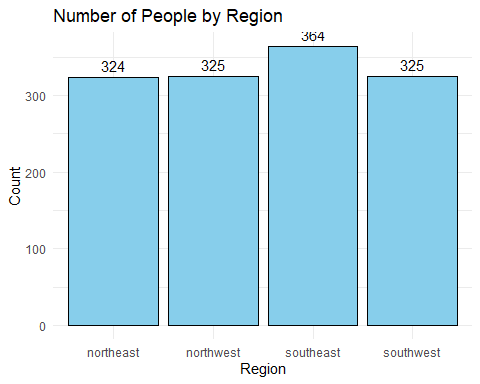 Number of People by Region
364
324
325
325
300
200
100
0
Count
northeast
northwest
southeast
southwest
Region